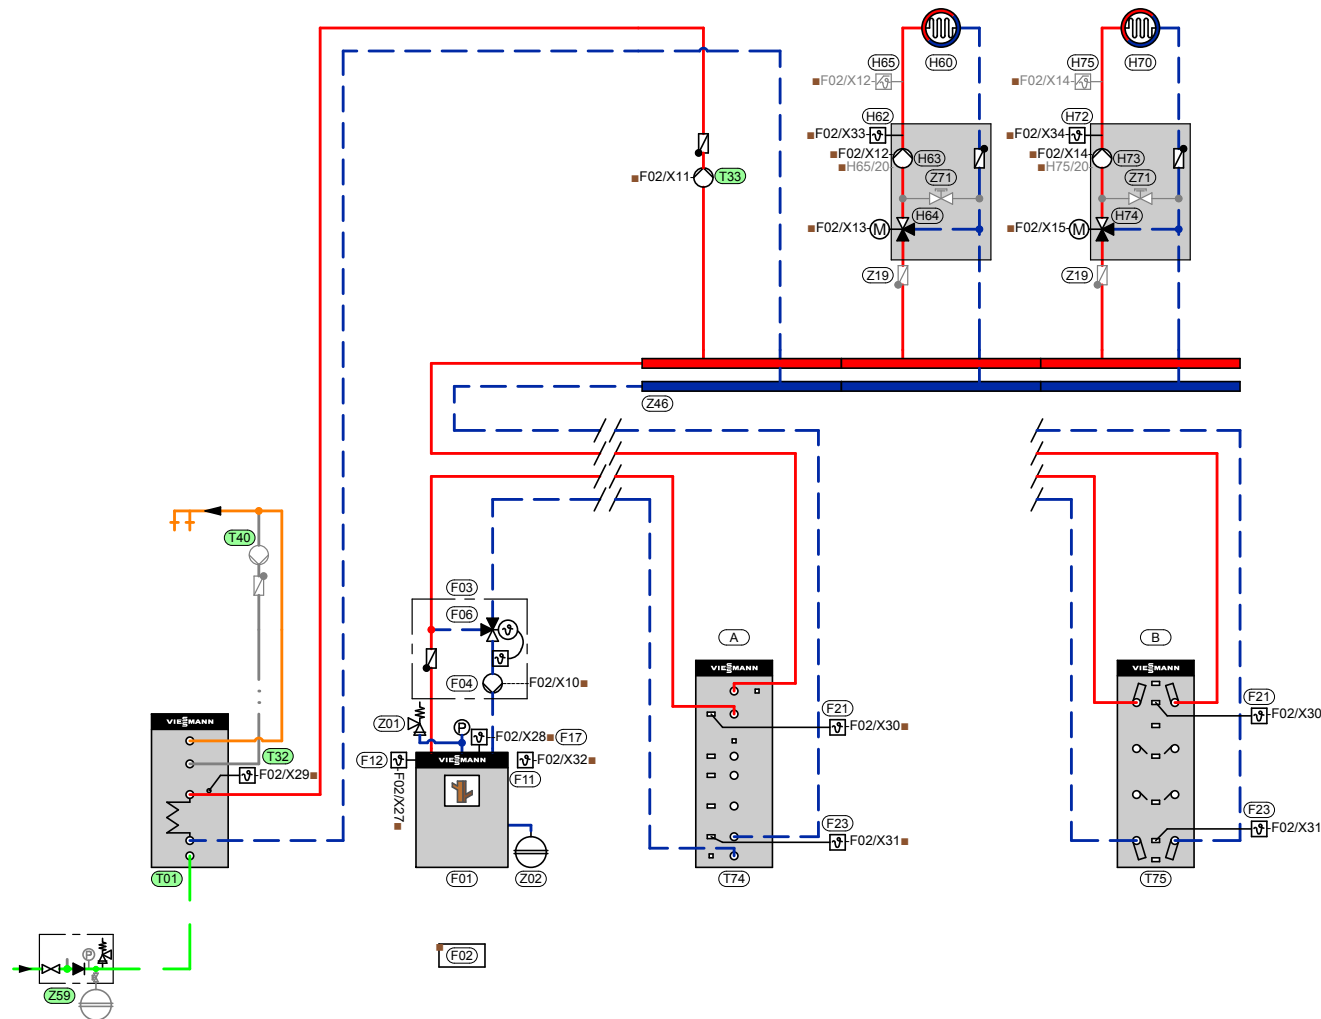 H65
H60
H75
H70
F02/X12
F02/X14
H62
H72
F02/X33
F02/X34
F02/X12
H63
F02/X14
H73
H65/20
H75/20
F02/X11
T33
Z71
Z71
H64
H74
F02/X13
M
F02/X15
M
Z19
Z19
Z46
T40
F03
F06
A
B
VIESMANN
VIESMANN
F04
F02/X10
F21
F21
F02/X30
F02/X30
Z01
P
F02/X28
F17
VIESMANN
T32
F12
VIESMANN
F02/X32
F11
F02/X29
F02/X27
F23
F23
F02/X31
F02/X31
T01
F01
Z02
T74
T75
F02
P
Z59